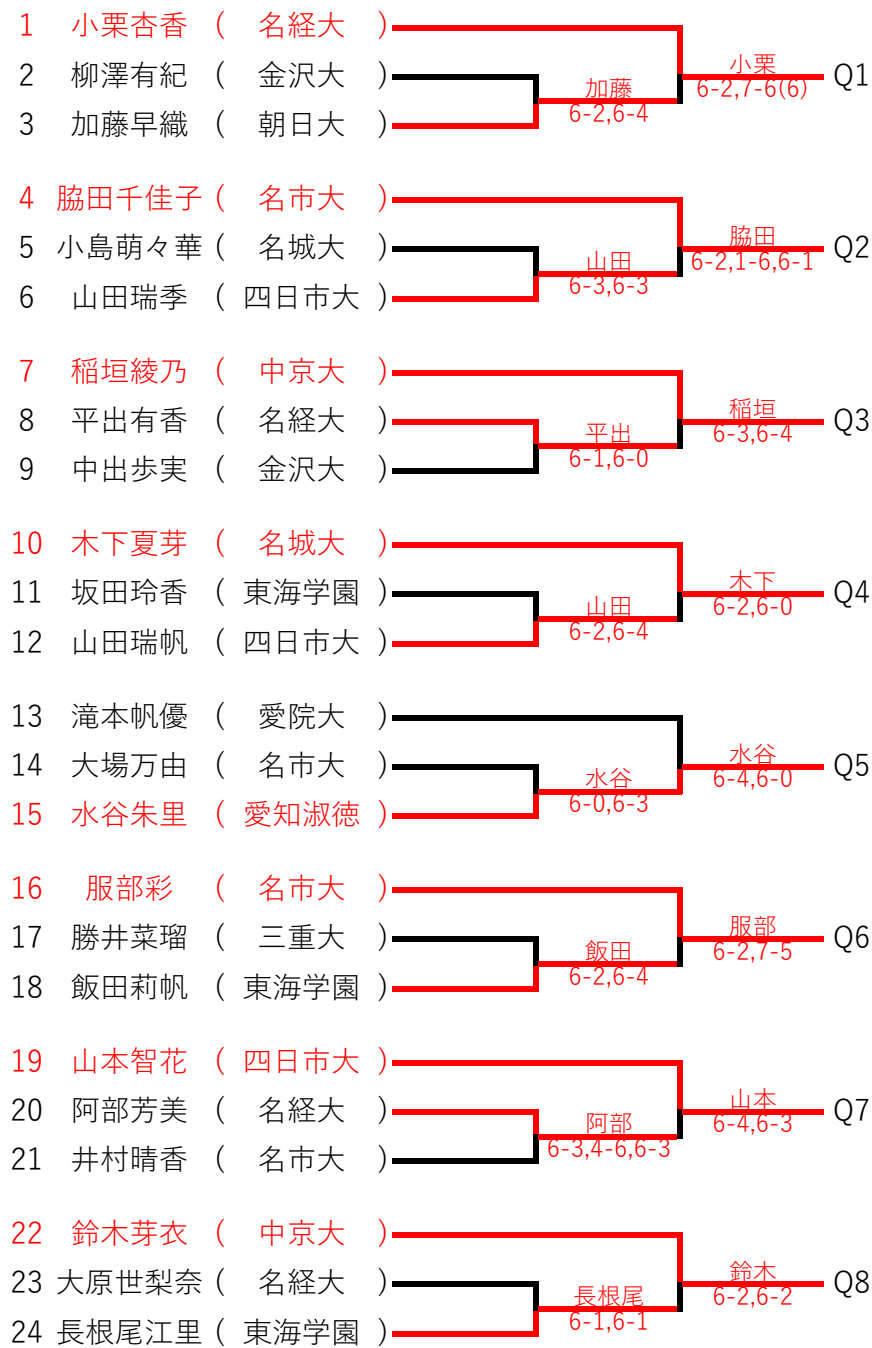 1 小栗杏香 ( 名経大 )
小栗
2 柳澤有紀 ( 金沢大 )
6-2,7-6(6) Q1
加藤
3 加藤早織 ( 朝日大 )
6-2,6-4
4 脇田千佳子 ( 名市大 )
脇田
5 小島萌々華 ( 名城大 )
6-2,1-6,6-1 Q2
山田
6 山田瑞季 ( 四日市大 )
6-3,6-3
7 稲垣綾乃 ( 中京大 )
稲垣
8 平出有香 ( 名経大 )
6-3,6-4 Q3
平出
9 中出歩実 ( 金沢大 )
6-1,6-0
10 木下夏芽 ( 名城大 )
木下
11 坂田玲香 ( 東海学園 )
6-2,6-0 Q4
山田
12 山田瑞帆 ( 四日市大 )
6-2,6-4
13 滝本帆優 ( 愛院大 )
水谷
14 大場万由 ( 名市大 )
6-4,6-0 Q5
水谷
15 水谷朱里 ( 愛知淑徳 )
6-0,6-3
16 服部彩 ( 名市大 )
服部
17 勝井菜瑠 ( 三重大 )
6-2,7-5 Q6
飯田
18 飯田莉帆 ( 東海学園 )
6-2,6-4
19 山本智花 ( 四日市大 )
山本
20 阿部芳美 ( 名経大 )
6-4,6-3 Q7
阿部
21 井村晴香 ( 名市大 )
6-3,4-6,6-3
22 鈴木芽衣 ( 中京大 )
鈴木
23 大原世梨奈 ( 名経大 )
6-2,6-2 Q8
長根尾
24 長根尾江里 ( 東海学園 )
6-1,6-1